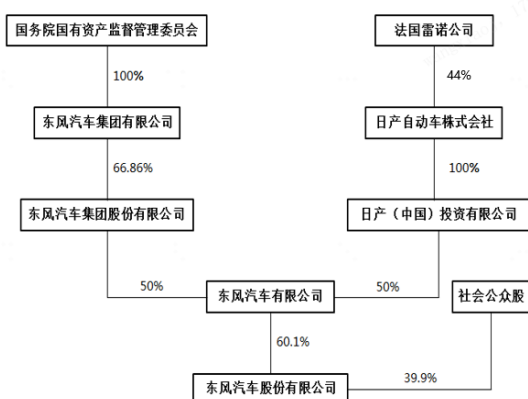 国务院国有资产监督管理委员会
法国雷诺公司
100%
44%
东风汽车集团有限公司
日产自动车株式会社
66.86%
100%
东风汽车集团股份有限公司
日产（中国）投资有限公司
50%
东风汽车有限公司
50%
社会公众股
60.1%
39.9%
东风汽车股份有限公司